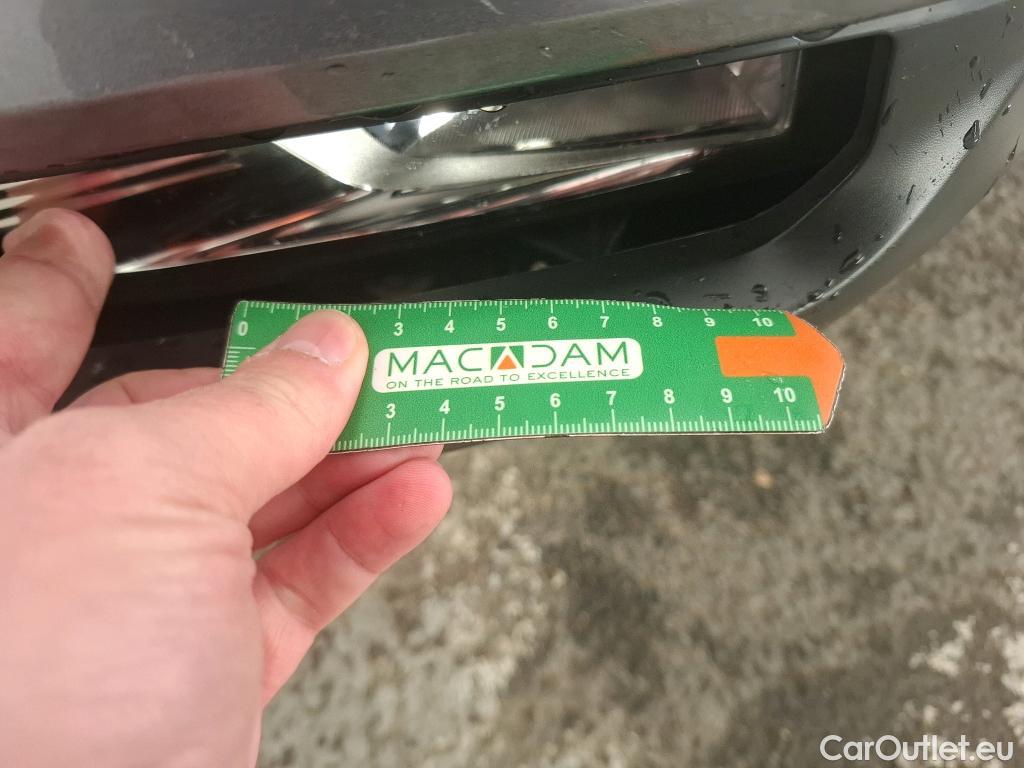 0 3 4 5 6 7 8 9 10
MACADAM
ON THE ROAD TO EXCELLENCE
3 4 5 6 7 8 9 10
CarOutlet.eu